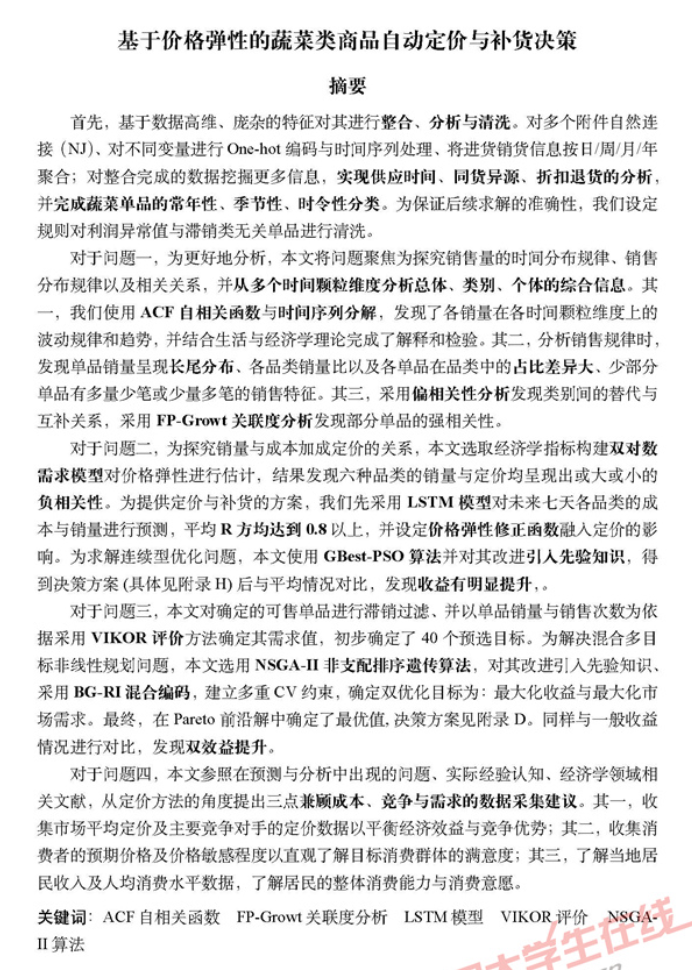 基于价格弹性的蔬菜类商品自动定价与补货决策
摘要
首先，基于数据高维、庞杂的特征对其进行整合、分析与清洗。对多个附件自然连
接（NJ）、对不同变量进行 One-hot 编码与时间序列处理、将进货销货信息按日/周/月/年
聚合；对整合完成的数据挖掘更多信息，实现供应时间、同货异源、折扣退货的分析，
并完成蔬菜单品的常年性、季节性、时令性分类。为保证后续求解的准确性，我们设定
规则对利润异常值与滞销类无关单品进行清洗。
对于问题一，为更好地分析，本文将问题聚焦为探究销售量的时间分布规律、销售
分布规律以及相关关系，并从多个时间颗粒维度分析总体、类别、个体的综合信息。其
一，我们使用 ACF 自相关函数与时间序列分解，发现了各销量在各时间颗粒维度上的
波动规律和趋势，并结合生活与经济学理论完成了解释和检验。其二，分析销售规律时，
发现单品销量呈现长尾分布、各品类销量比以及各单品在品类中的占比差异大、少部分
单品有多量少笔或少量多笔的销售特征。其三，采用偏相关性分析发现类别间的替代与
互补关系，采用 FP-Growt 关联度分析发现部分单品的强相关性。
对于问题二，为探究销量与成本加成定价的关系，本文选取经济学指标构建双对数
需求模型对价格弹性进行估计，结果发现六种品类的销量与定价均呈现出或大或小的
负相关性。为提供定价与补货的方案，我们先采用 LSTM 模型对未来七天各品类的成
本与销量进行预测，平均 R 方均达到 0.8 以上，并设定价格弹性修正函数融入定价的影
响。为求解连续型优化问题，本文使用 GBest-PSO 算法并对其改进引入先验知识，得
到决策方案 (具体见附录 H) 后与平均情况对比，发现收益有明显提升，。
对于问题三，本文对确定的可售单品进行滞销过滤、并以单品销量与销售次数为依
据采用 VIKOR 评价方法确定其需求值，初步确定了 40 个预选目标。为解决混合多目
标非线性规划问题，本文选用 NSGA-II 非支配排序遗传算法，对其改进引入先验知识、
采用 BG-RI 混合编码，建立多重 CV 约束，确定双优化目标为：最大化收益与最大化市
场需求。最终，在 Pareto 前沿解中确定了最优值, 决策方案见附录 D。同样与一般收益
情况进行对比，发现双效益提升。
对于问题四，本文参照在预测与分析中出现的问题、实际经验认知、经济学领域相
关文献，从定价方法的角度提出三点兼顾成本、竞争与需求的数据采集建议。其一，收
集市场平均定价及主要竞争对手的定价数据以平衡经济效益与竞争优势；其二，收集消
费者的预期价格及价格敏感程度以直观了解目标消费群体的满意度；其三，了解当地居
民收入及人均消费水平数据，了解居民的整体消费能力与消费意愿。
关键词：ACF 自相关函数 FP-Growt 关联度分析 LSTM 模型 VIKOR 评价 NSGA-
II 算法
大学生在线